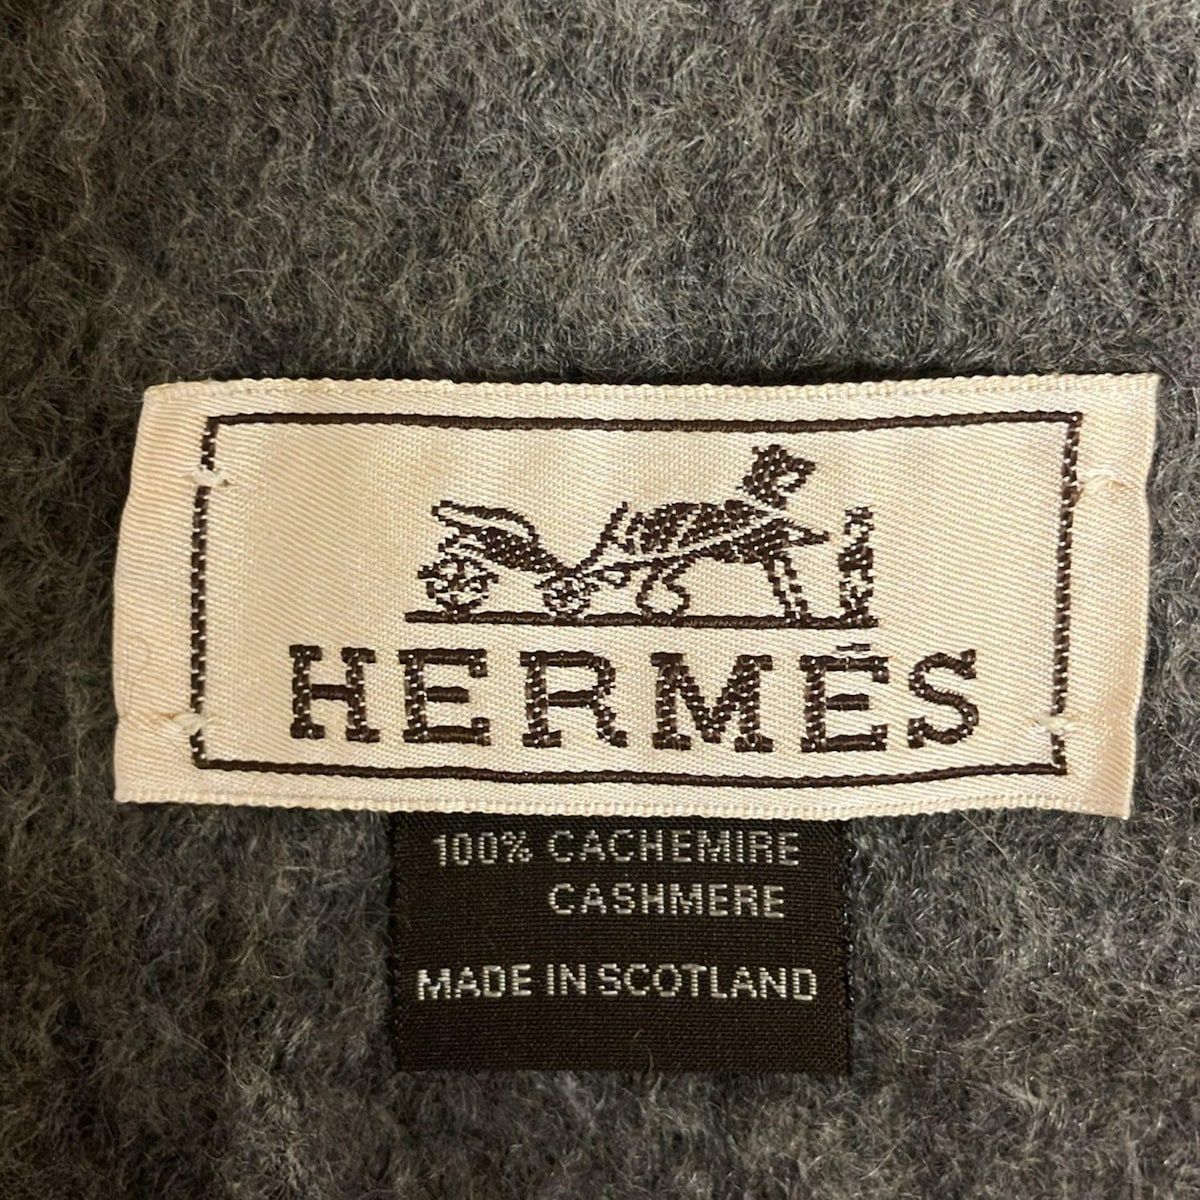 HERMÈS
100% CACHEMIRE
CASHMERE
MADE IN SCOTLAND